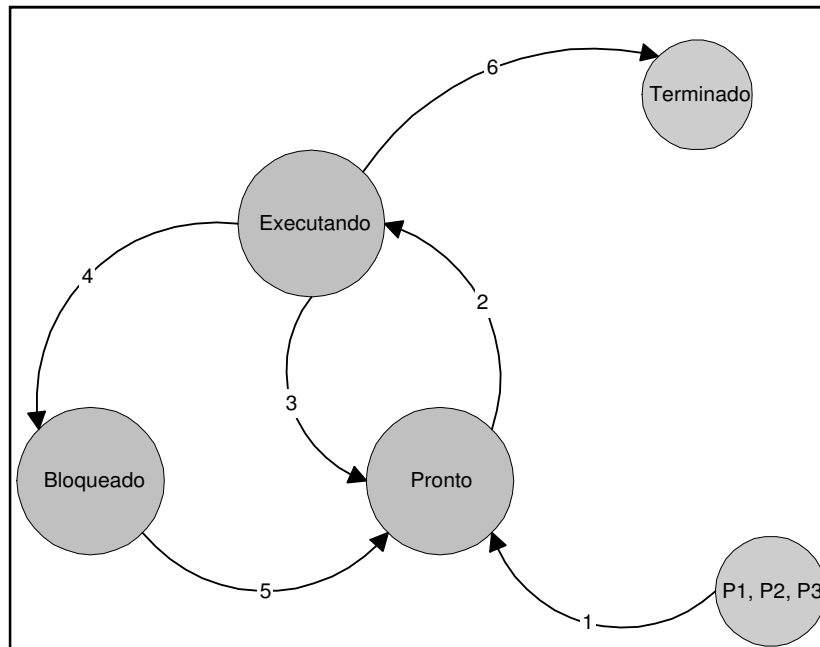 6
Terminado
Executando
4
2
3
Bloqueado
Pronto
5
P1, P2, P3
1